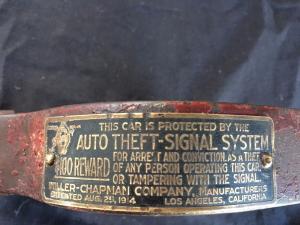 THIS CAR IS PROTECTED BY THE
AUTO THEFT-SIGNAL SYSTEM
$100 REWARD FOR ARREST AND CONVICTION, AS A THIEF
OF ANY PERSON OPERATING THIS CAR
OR TAMPERING WITH THE SIGNAL.
MILLER-CHAPMAN COMPANY, MANUFACTURERS
PATENTED AUG. 25, 1914 LOS ANGELES, CALIFORNIA